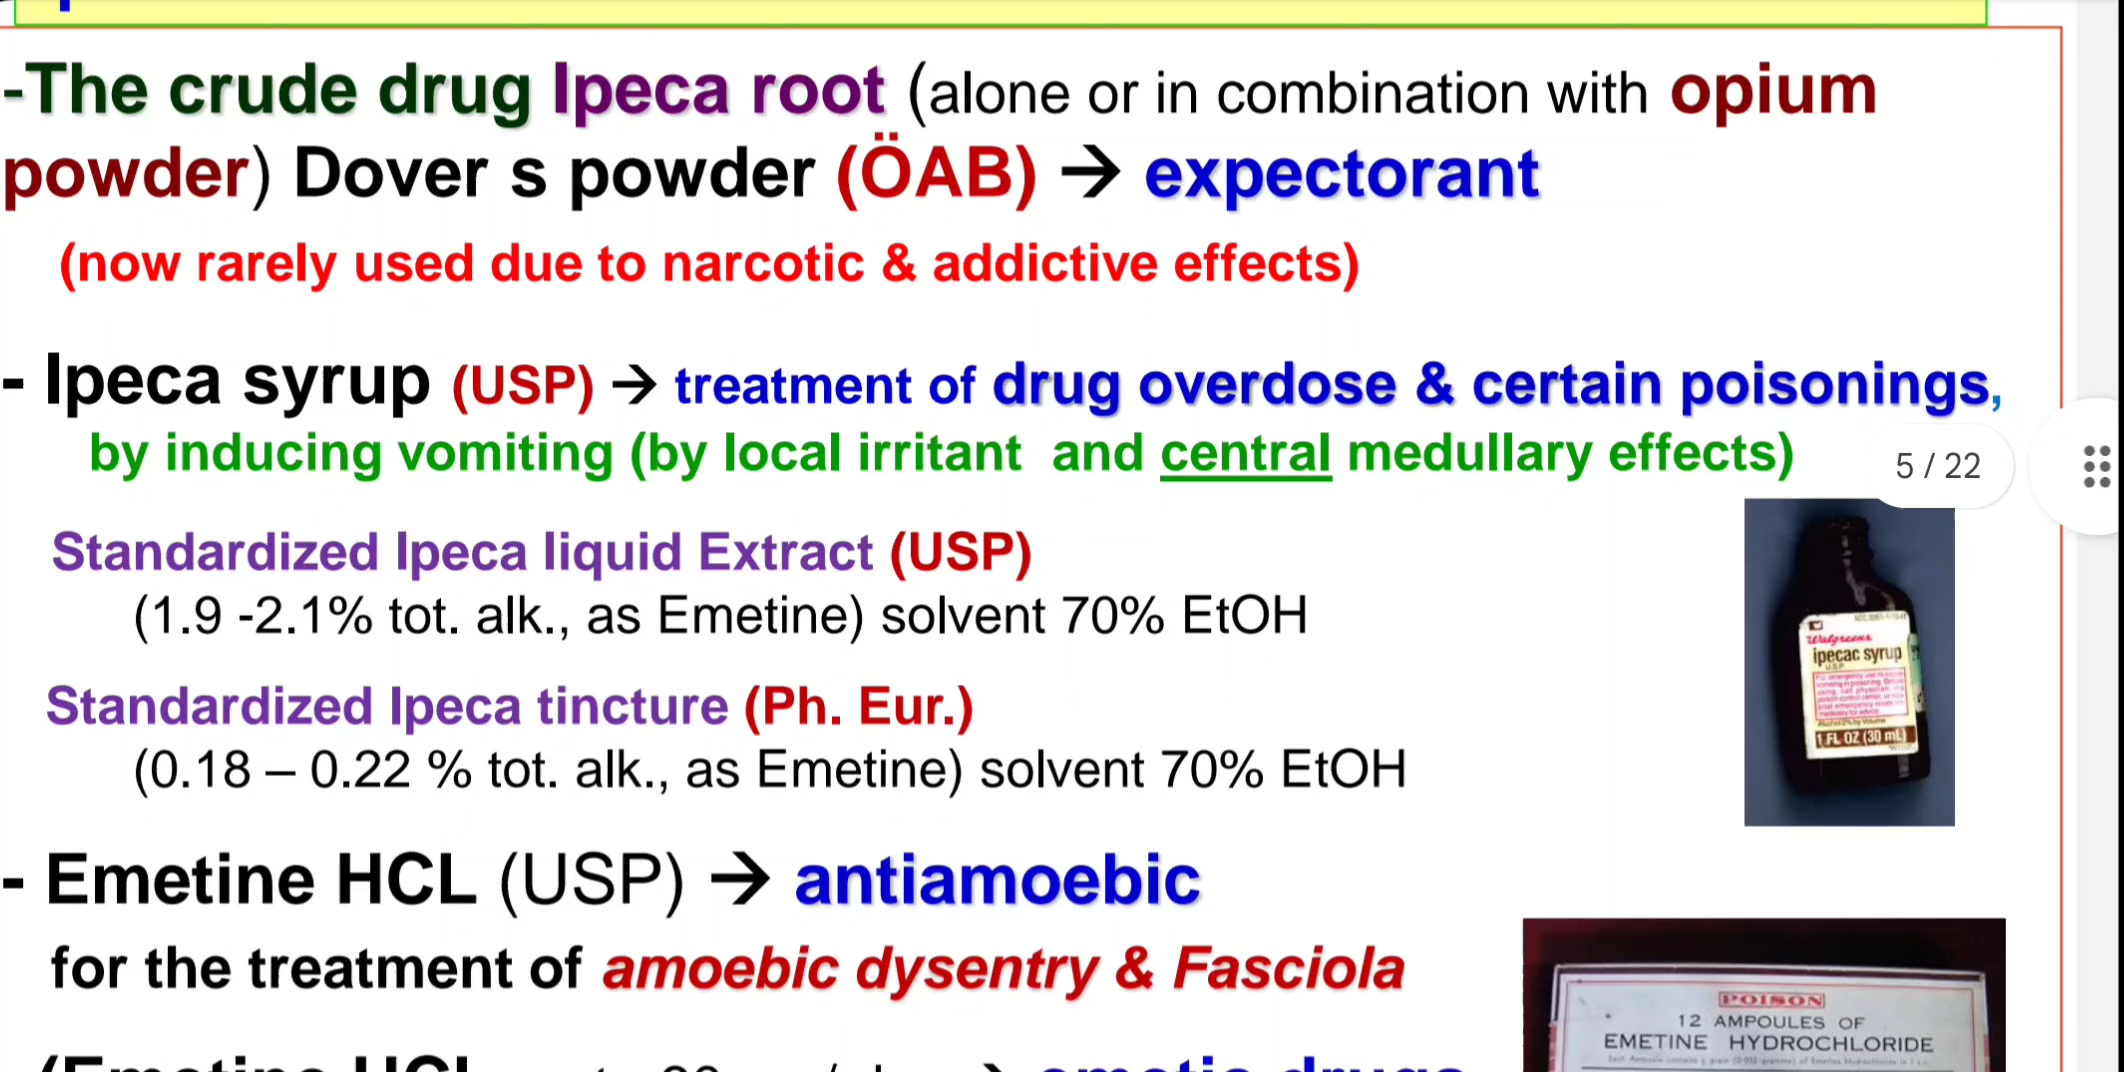 -The crude drug Ipeca root (alone or in combination with opium
powder) Dover s powder (ÖAB) → expectorant
(now rarely used due to narcotic & addictive effects)
- Ipeca syrup (USP) → treatment of drug overdose & certain poisonings,
by inducing vomiting (by local irritant and central medullary effects)
5 / 22
Standardized Ipeca liquid Extract (USP)
(1.9 -2.1% tot. alk., as Emetine) solvent 70% EtOH
Walgreens
ipecac syrup
U.S.P.
1 FL OZ (30 mL)
Standardized Ipeca tincture (Ph. Eur.)
(0.18 – 0.22 % tot. alk., as Emetine) solvent 70% EtOH
- Emetine HCL (USP) → antiamoebic
for the treatment of amoebic dysentry & Fasciola
POISON
12 AMPOULES OF
EMETINE HYDROCHLORIDE
(Emetine HCL